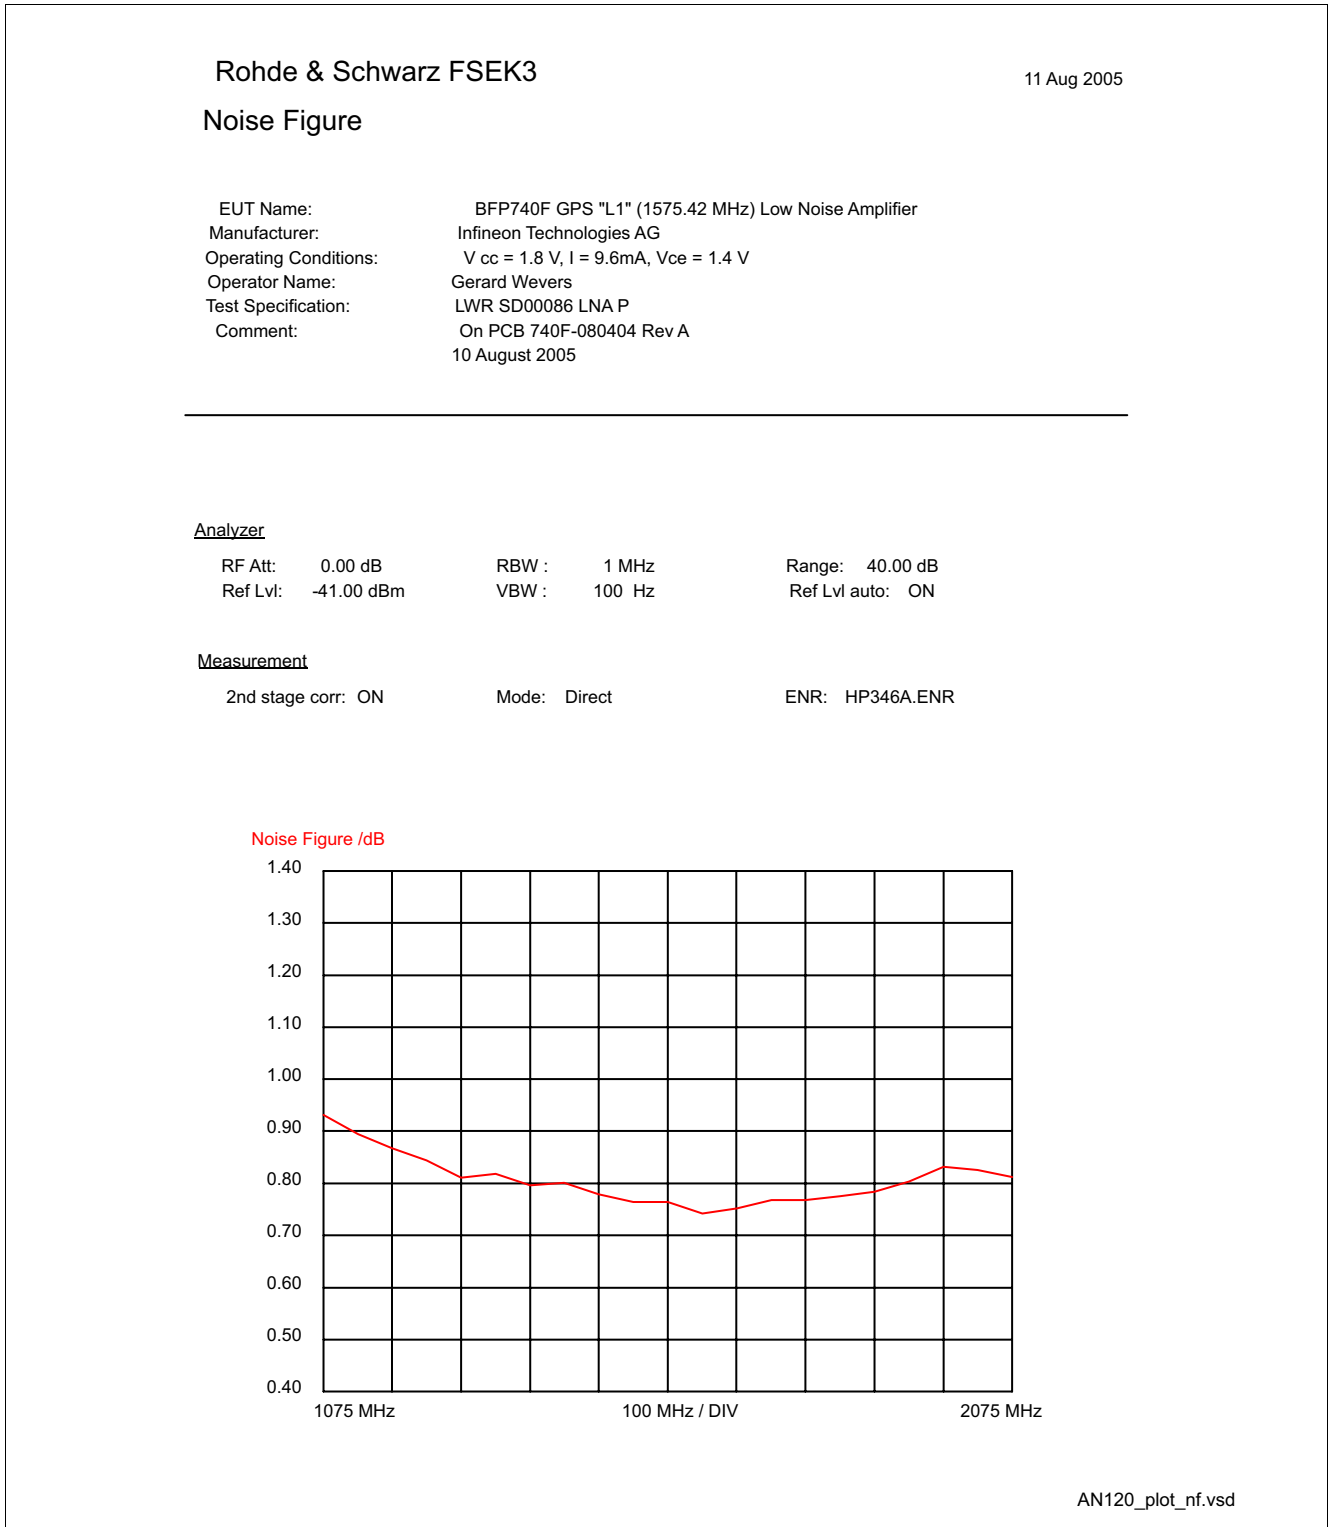 Rohde & Schwarz FSEK3
11 Aug 2005
Noise Figure
EUT Name: BFP740F GPS "L1" (1575.42 MHz) Low Noise Amplifier
Manufacturer: Infineon Technologies AG
Operating Conditions: V cc = 1.8 V, I = 9.6mA, Vce = 1.4 V
Operator Name: Gerard Wevers
Test Specification: LWR SD00086 LNA P
Comment: On PCB 740F-080404 Rev A
10 August 2005
Analyzer
RF Att: 0.00 dB RBW : 1 MHz Range: 40.00 dB
Ref Lvl: -41.00 dBm VBW : 100 Hz Ref Lvl auto: ON
Measurement
2nd stage corr: ON Mode: Direct ENR: HP346A.ENR
Noise Figure /dB
1.40
1.30
1.20
1.10
1.00
0.90
0.80
0.70
0.60
0.50
0.40
1075 MHz 100 MHz / DIV 2075 MHz
AN120_plot_nf.vsd